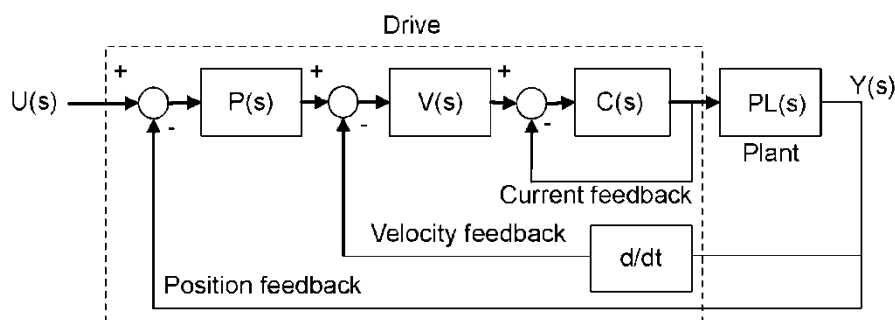 Drive
U(s)
+
-
P(s)
+
-
V(s)
+
-
C(s)
PL(s)
Plant
Y(s)
Current feedback
Velocity feedback
d/dt
Position feedback